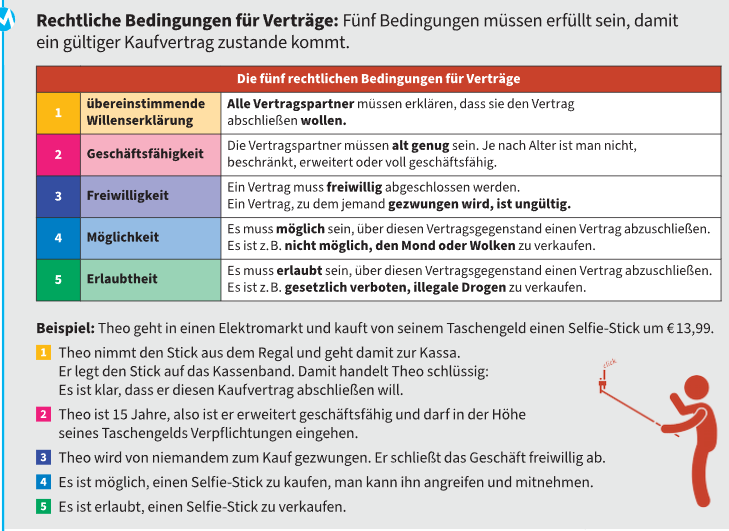 Rechtliche Bedingungen für Verträge: Fünf Bedingungen müssen erfüllt sein, damit
ein gültiger Kaufvertrag zustande kommt.
Die fünf rechtlichen Bedingungen für Verträge
1
übereinstimmende
Willenserklärung
Alle Vertragspartner müssen erklären, dass sie den Vertrag
abschließen wollen.
2
Geschäftsfähigkeit
Die Vertragspartner müssen alt genug sein. Je nach Alter ist man nicht,
beschränkt, erweitert oder voll geschäftsfähig.
3
Freiwilligkeit
Ein Vertrag muss freiwillig abgeschlossen werden.
Ein Vertrag, zu dem jemand gezwungen wird, ist ungültig.
4
Möglichkeit
Es muss möglich sein, über diesen Vertragsgegenstand einen Vertrag abzuschließen.
Es ist z. B. nicht möglich, den Mond oder Wolken zu verkaufen.
5
Erlaubtheit
Es muss erlaubt sein, über diesen Vertragsgegenstand einen Vertrag abzuschließen.
Es ist z. B. gesetzlich verboten, illegale Drogen zu verkaufen.
Beispiel: Theo geht in einen Elektromarkt und kauft von seinem Taschengeld einen Selfie-Stick um € 13,99.
1 Theo nimmt den Stick aus dem Regal und geht damit zur Kassa.
Er legt den Stick auf das Kassenband. Damit handelt Theo schlüssig:
Es ist klar, dass er diesen Kaufvertrag abschließen will.
2 Theo ist 15 Jahre, also ist er erweitert geschäftsfähig und darf in der Höhe
seines Taschengelds Verpflichtungen eingehen.
3 Theo wird von niemandem zum Kauf gezwungen. Er schließt das Geschäft freiwillig ab.
4 Es ist möglich, einen Selfie-Stick zu kaufen, man kann ihn angreifen und mitnehmen.
5 Es ist erlaubt, einen Selfie-Stick zu verkaufen.
click